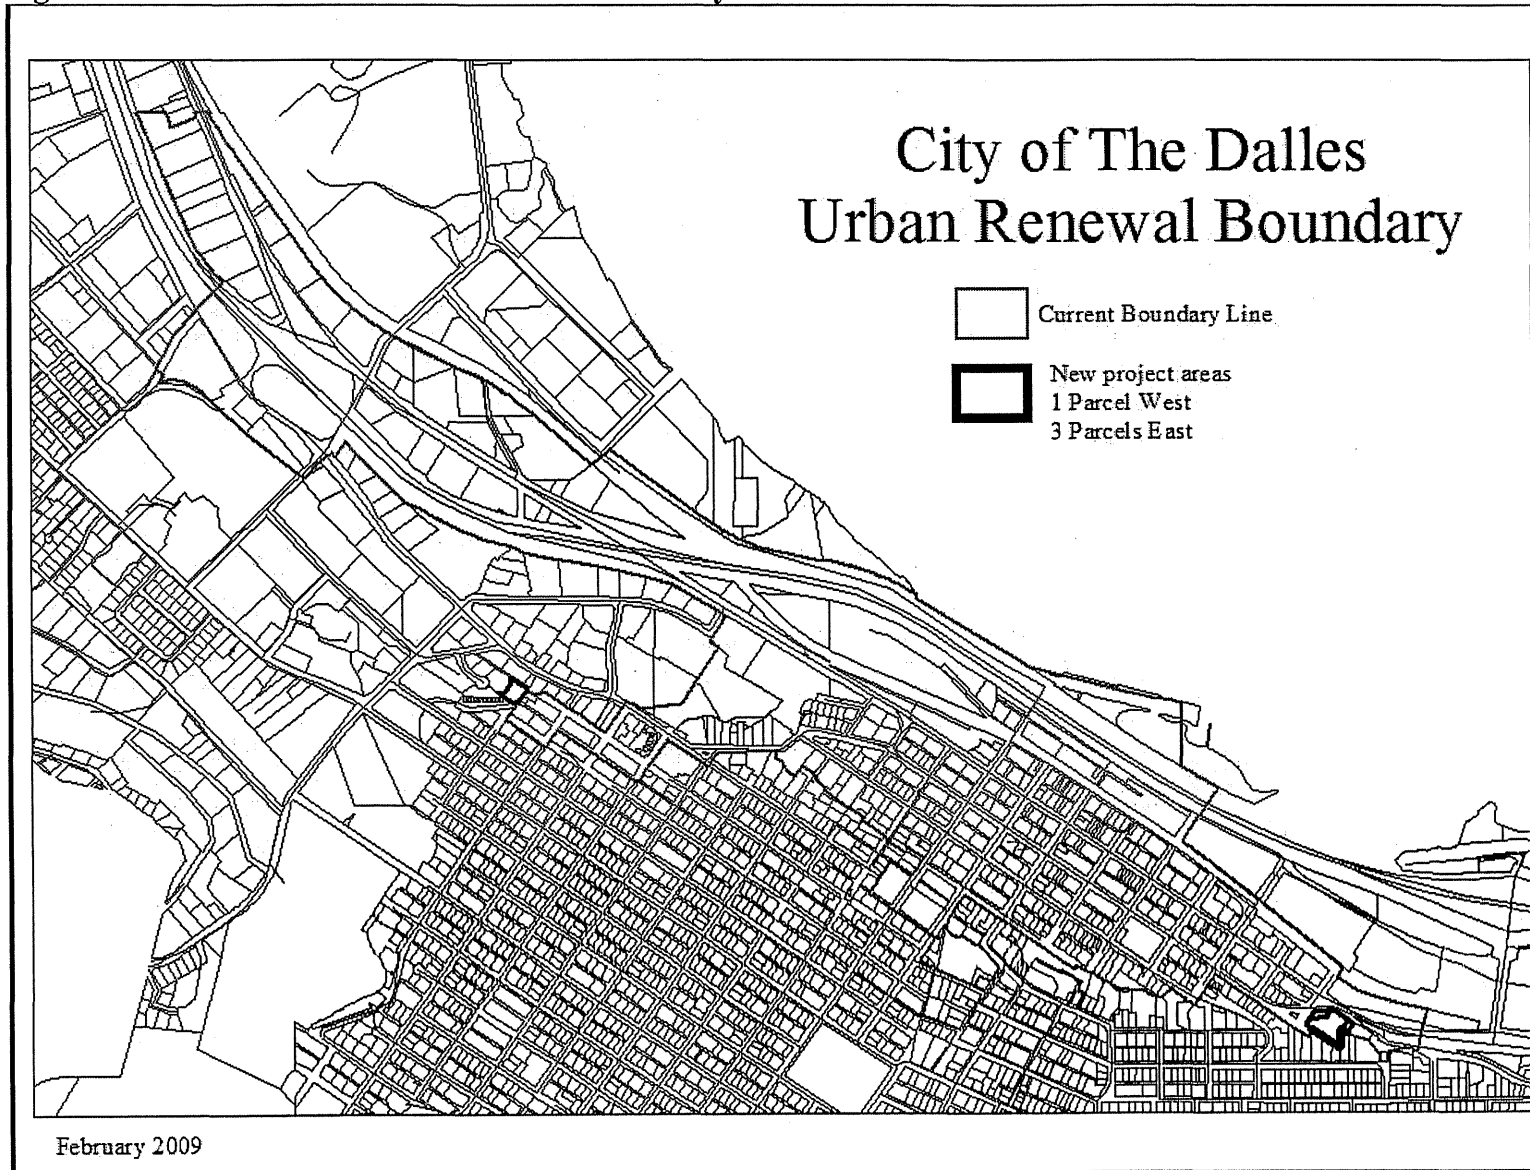 City of The Dalles
Urban Renewal Boundary
Current Boundary Line
New project areas
1 Parcel West
3 Parcels East
February 2009